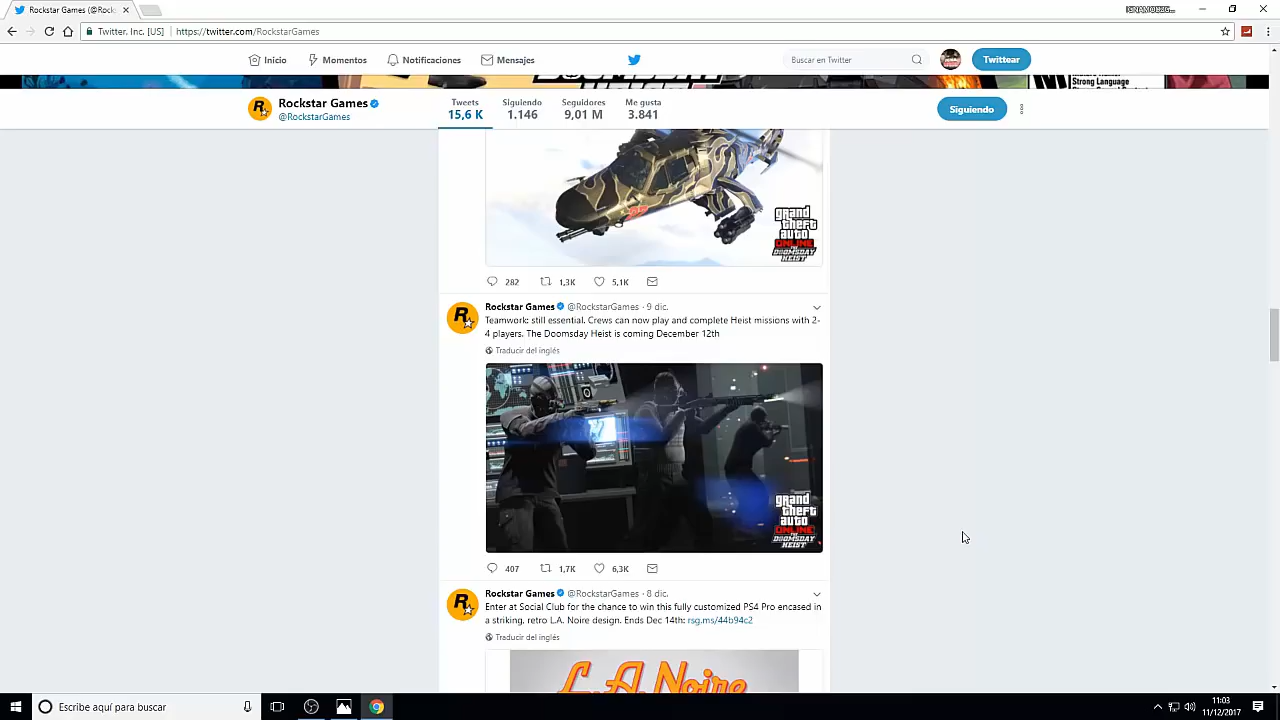 Rockstar Games (@Rock
Twitter, Inc. [US] https://twitter.com/RockstarGames
Inicio Momentos Notificaciones Mensajes
Buscar en Twitter
Twittear
Strong Language
Rockstar Games
@RockstarGames
Tweets Siguiendo Seguidores Me gusta
15,6 K 1.146 9,01 M 3.841
Siguiendo
grand
theft
auto
ONLINE
THE
DOOMSDAY
HEIST
282 1,3K 5,1K
Rockstar Games @RockstarGames · 9 dic.
Teamwork: still essential. Crews can now play and complete Heist missions with 2-
4 players. The Doomsday Heist is coming December 12th
Traducir del inglés
grand
theft
auto
ONLINE
THE
DOOMSDAY
HEIST
407 1,7K 6,3K
Rockstar Games @RockstarGames · 8 dic.
Enter at Social Club for the chance to win this fully customized PS4 Pro encased in
a striking, retro L.A. Noire design. Ends Dec 14th: rsg.ms/44b94c2
Traducir del inglés
L.A. Noire
Escribe aquí para buscar
11:03
11/12/2017